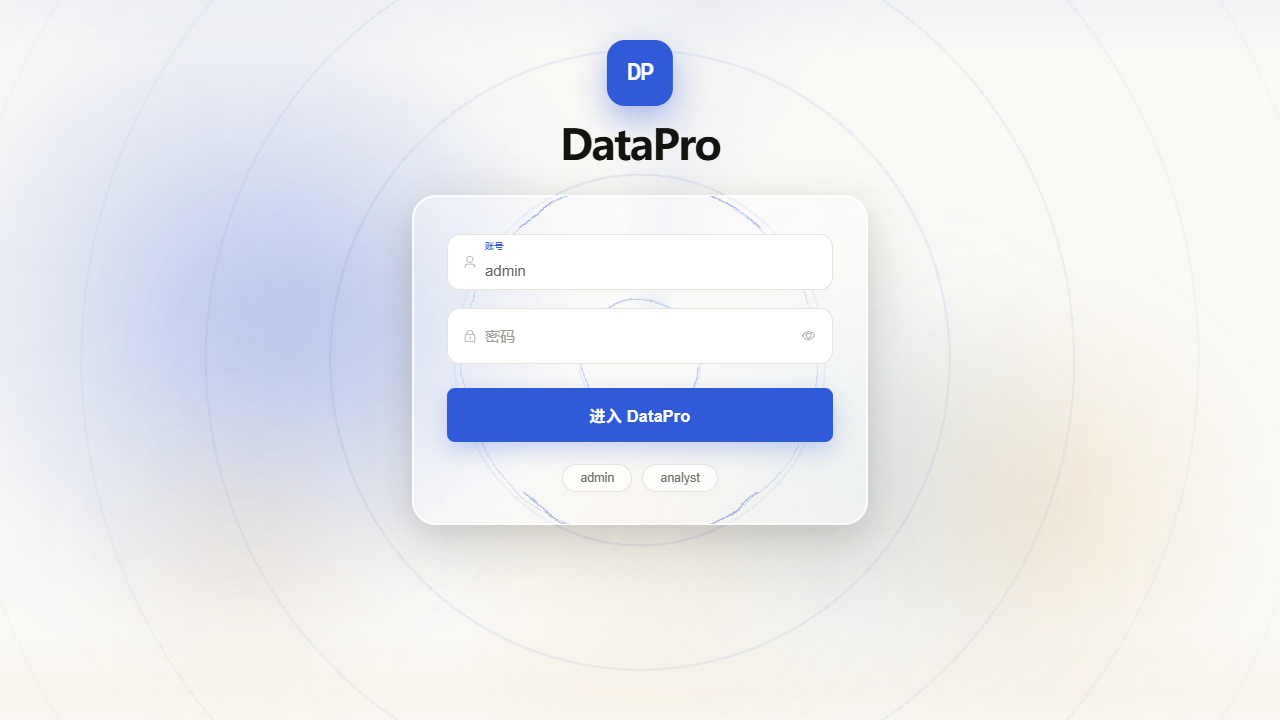 DP
DataPro
账号
admin
密码
进入 DataPro
admin
analyst